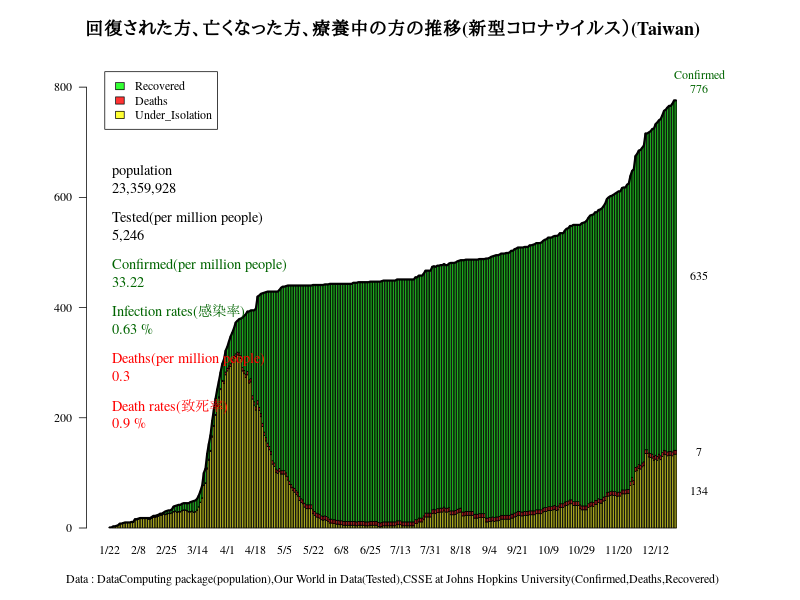 回復された方、亡くなった方、療養中の方の推移(新型コロナウイルス）(Taiwan)
Confirmed
776
Recovered
Deaths
Under_Isolation
population
23,359,928
Tested(per million people)
5,246
Confirmed(per million people)
33.22
Infection rates(感染率)
0.63 %
Deaths(per million people)
0.3
Death rates(致死率)
0.9 %
800
600
400
200
0
635
7
134
1/22 2/8 2/25 3/14 4/1 4/18 5/5 5/22 6/8 6/25 7/13 7/31 8/18 9/4 9/21 10/9 10/29 11/20 12/12
Data : DataComputing package(population),Our World in Data(Tested),CSSE at Johns Hopkins University(Confirmed,Deaths,Recovered)